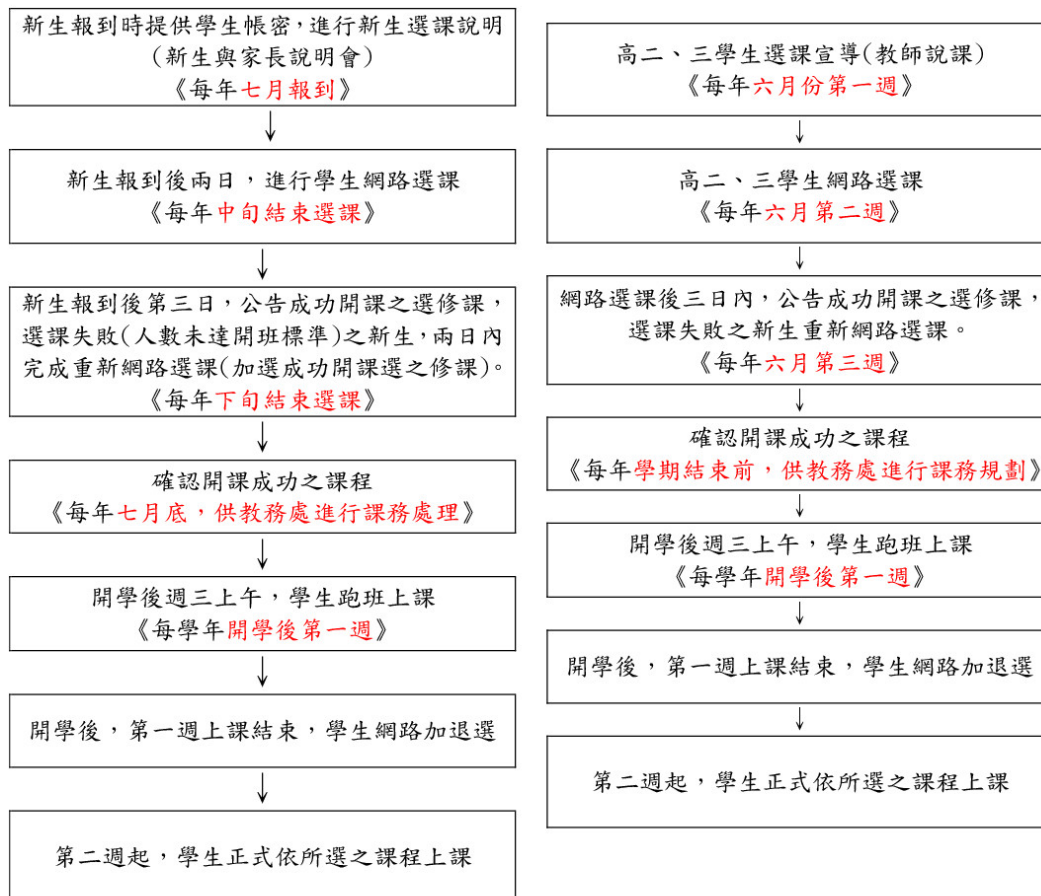 新生報到時提供學生帳密，進行新生選課說明
(新生與家長說明會)
《每年七月報到》
↓
新生報到後兩日，進行學生網路選課
《每年中旬結束選課》
↓
新生報到後第三日，公告成功開課之選修課，
選課失敗(人數未達開班標準)之新生，兩日內
完成重新網路選課(加選成功開課選之修課)。
《每年下旬結束選課》
↓
確認開課成功之課程
《每年七月底，供教務處進行課務處理》
↓
開學後週三上午，學生跑班上課
《每學年開學後第一週》
↓
開學後，第一週上課結束，學生網路加退選
↓
第二週起，學生正式依所選之課程上課
高二、三學生選課宣導(教師說課)
《每年六月份第一週》
↓
高二、三學生網路選課
《每年六月第二週》
↓
網路選課後三日內，公告成功開課之選修課，
選課失敗之新生重新網路選課。
《每年六月第三週》
↓
確認開課成功之課程
《每年學期結束前，供教務處進行課務規劃》
↓
開學後週三上午，學生跑班上課
《每學年開學後第一週》
↓
開學後，第一週上課結束，學生網路加退選
↓
第二週起，學生正式依所選之課程上課